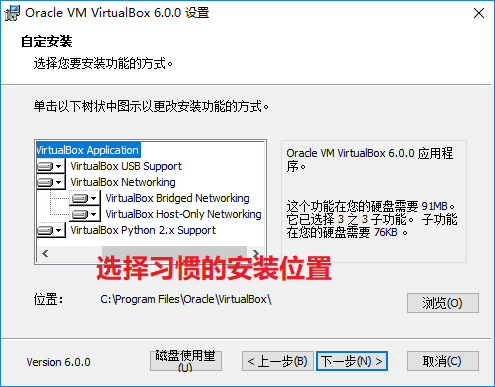 Oracle VM VirtualBox 6.0.0 设置
自定安装
选择您要安装功能的方式。
单击以下树状中图示以更改安装功能的方式。
VirtualBox Application
VirtualBox USB Support
VirtualBox Networking
VirtualBox Bridged Networking
VirtualBox Host-Only Networking
VirtualBox Python 2.x Support
Oracle VM VirtualBox 6.0.0 应用程
序。
这个功能在您的硬盘需要 91MB。
它已选择 3 之 3 子功能。 子功能
在您的硬盘需要 76KB 。
选择习惯的安装位置
位置： C:\Program Files\Oracle\VirtualBox\
浏览(O)
Version 6.0.0
磁盘使用量
(U)
< 上一步(B)
下一步(N) >
取消(C)